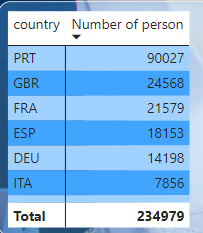 country Number of person
PRT 90027
GBR 24568
FRA 21579
ESP 18153
DEU 14198
ITA 7856
Total 234979